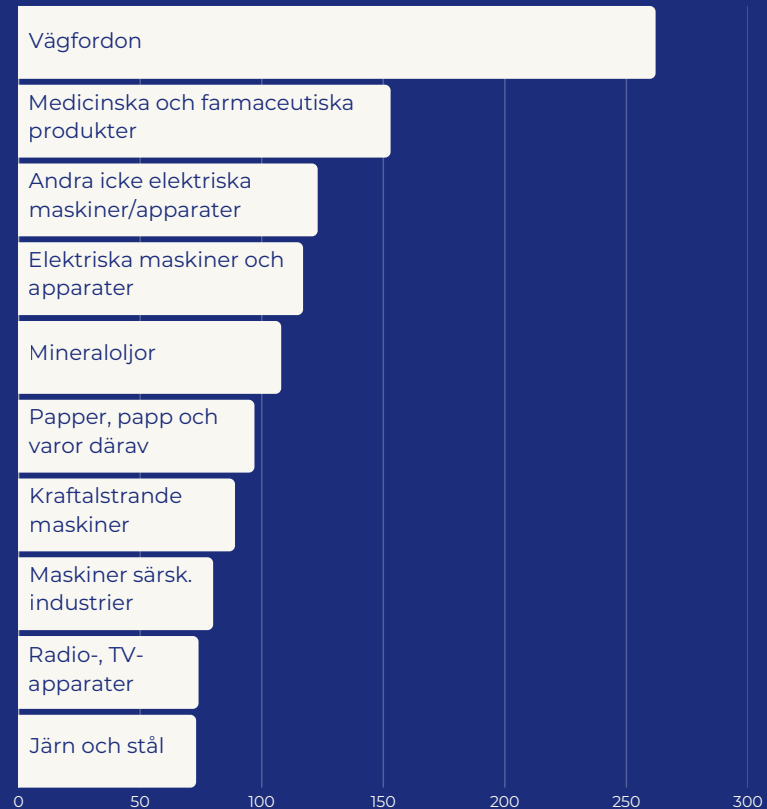 Vägfordon
Medicinska och farmaceutiska
produkter
Andra icke elektriska
maskiner/apparater
Elektriska maskiner och
apparater
Mineraloljor
Papper, papp och
varor därav
Kraftalstrande
maskiner
Maskiner särsk.
industrier
Radio-, TV-
apparater
Järn och stål
0 50 100 150 200 250 300